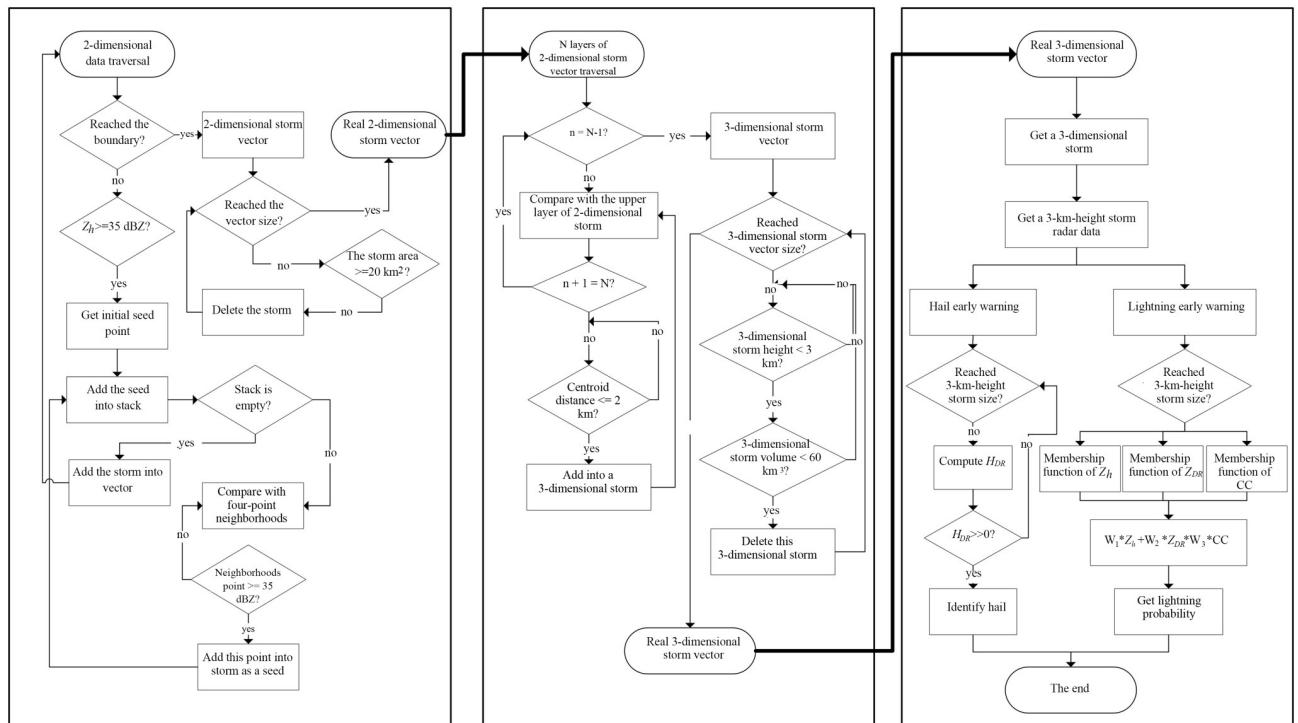 2-dimensional
data traversal
Reached the
boundary?
yes
2-dimensional storm
vector
Real 2-dimensional
storm vector
no
Reached the
vector size?
yes
Zh>=35 dBZ?
no
The storm area
>=20 km²?
yes
no
Delete the storm
Get initial seed
point
Add the seed
into stack
Stack is
empty?
yes
no
Add the storm into
vector
Compare with
four-point
neighborhoods
no
Neighborhoods
point >= 35
dBZ?
yes
Add this point into
storm as a seed
N layers of
2-dimensional storm
vector traversal
n = N-1?
yes
3-dimensional storm
vector
no
yes
Compare with the upper
layer of 2-dimensional
storm
Reached
3-dimensional storm
vector size?
n + 1 = N?
no
no
no
no
3-dimensional
storm height < 3
km?
no
Centroid
distance <= 2
km?
yes
yes
3-dimensional
storm volume < 60
km ³?
Add into a
3-dimensional storm
yes
Delete this
3-dimensional storm
Real 3-dimensional
storm vector
Real 3-dimensional
storm vector
Get a 3-dimensional
storm
Get a 3-km-height storm
radar data
Hail early warning
Lightning early warning
Reached
3-km-height
storm size?
Reached
3-km-height
storm size?
no
no
Compute HDR
Membership
function of Zh
Membership
function of ZDR
Membership
function of
CC
HDR>>0?
W1*Zh+W2 *ZDR*W3*CC
yes
Identify hail
Get lightning
probability
The end